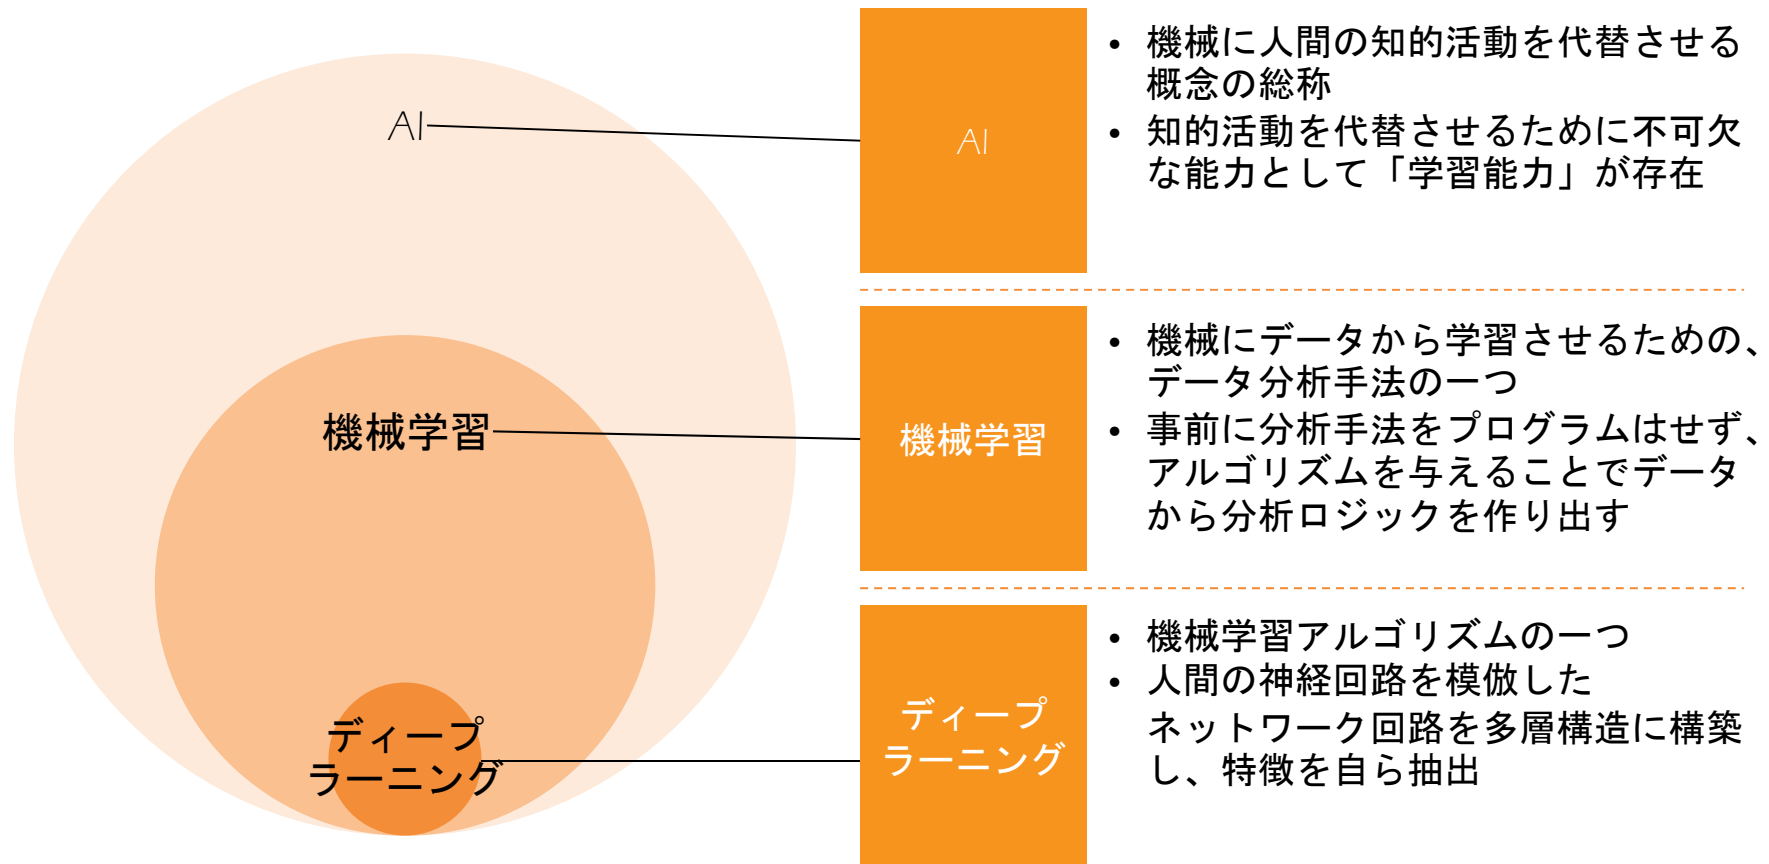 AI
機械学習
ディープ
ラーニング
AI
• 機械に人間の知的活動を代替させる
概念の総称
• 知的活動を代替させるために不可欠
な能力として「学習能力」が存在
機械学習
• 機械にデータから学習させるための、
データ分析手法の一つ
• 事前に分析手法をプログラムはせず、
アルゴリズムを与えることでデータ
から分析ロジックを作り出す
ディープ
ラーニング
• 機械学習アルゴリズムの一つ
• 人間の神経回路を模倣した
ネットワーク回路を多層構造に構築
し、特徴を自ら抽出